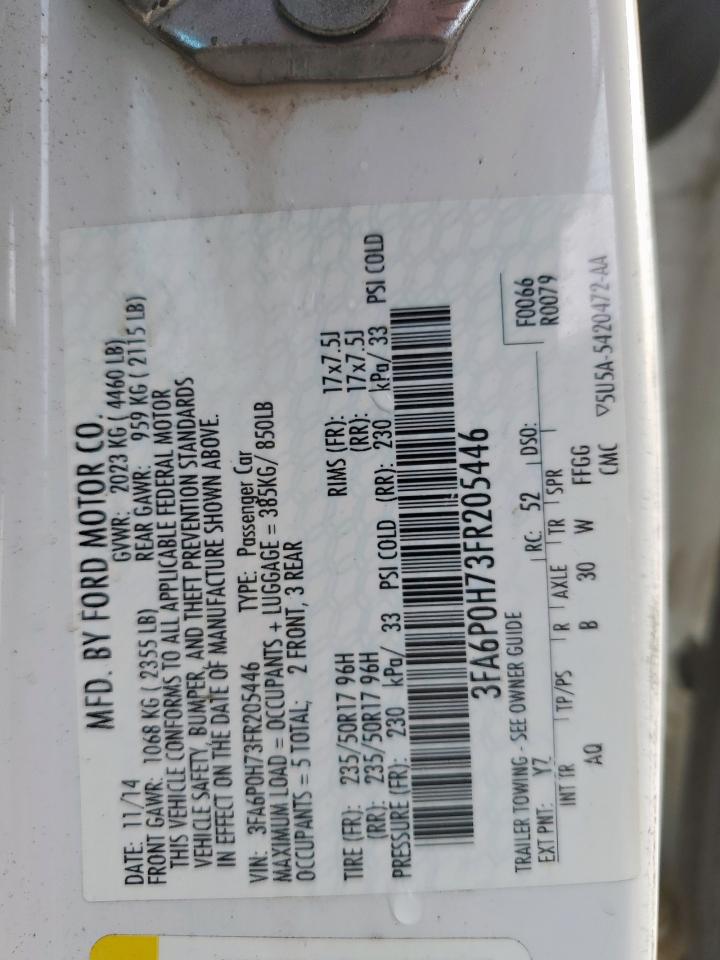 MFD. BY FORD MOTOR CO.
DATE: 11/14 GVWR: 2023 KG ( 4460 LB)
FRONT GAWR: 1068 KG ( 2355 LB) REAR GAWR: 959 KG ( 2115 LB)
THIS VEHICLE CONFORMS TO ALL APPLICABLE FEDERAL MOTOR
VEHICLE SAFETY, BUMPER, AND THEFT PREVENTION STANDARDS
IN EFFECT ON THE DATE OF MANUFACTURE SHOWN ABOVE.
VIN: 3FA6P0H73FR205446 TYPE: Passenger Car
MAXIMUM LOAD = OCCUPANTS + LUGGAGE = 385KG/ 850LB
OCCUPANTS = 5 TOTAL; 2 FRONT, 3 REAR
TIRE (FR): 235/50R17 96H RIMS (FR): 17x7.5J
(RR): 235/50R17 96H (RR): 17x7.5J
PRESSURE (FR): 230 kPa/ 33 PSI COLD (RR): 230 kPa/ 33 PSI COLD
3FA6P0H73FR205446
TRAILER TOWING - SEE OWNER GUIDE F0066
EXT PNT: YZ RC: 52 DSO: R0079
INT TR TP/PS R AXLE TR SPR
AQ B 30 W FFGG
CMC ▽5U5A-5420472-AA